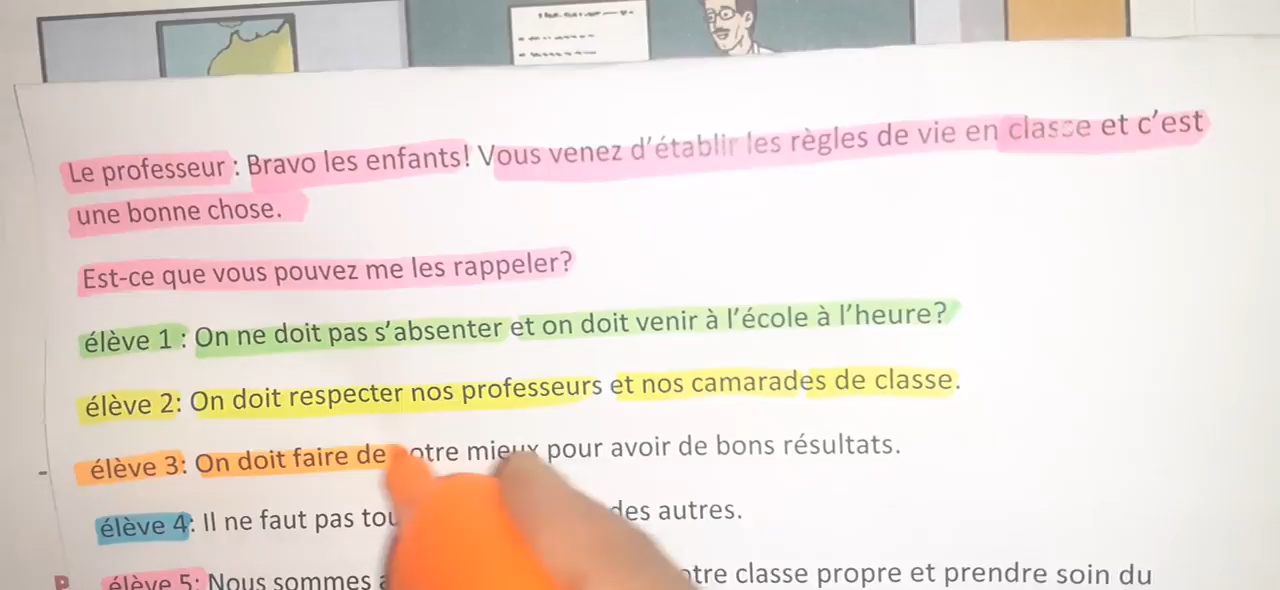 Le professeur : Bravo les enfants! Vous venez d'établir les règles de vie en classe et c'est
une bonne chose.
Est-ce que vous pouvez me les rappeler?
élève 1 : On ne doit pas s'absenter et on doit venir à l'école à l'heure?
élève 2: On doit respecter nos professeurs et nos camarades de classe.
élève 3: On doit faire de notre mieux pour avoir de bons résultats.
élève 4: Il ne faut pas des autres.
élève 5: Nous sommes classe propre et prendre soin du